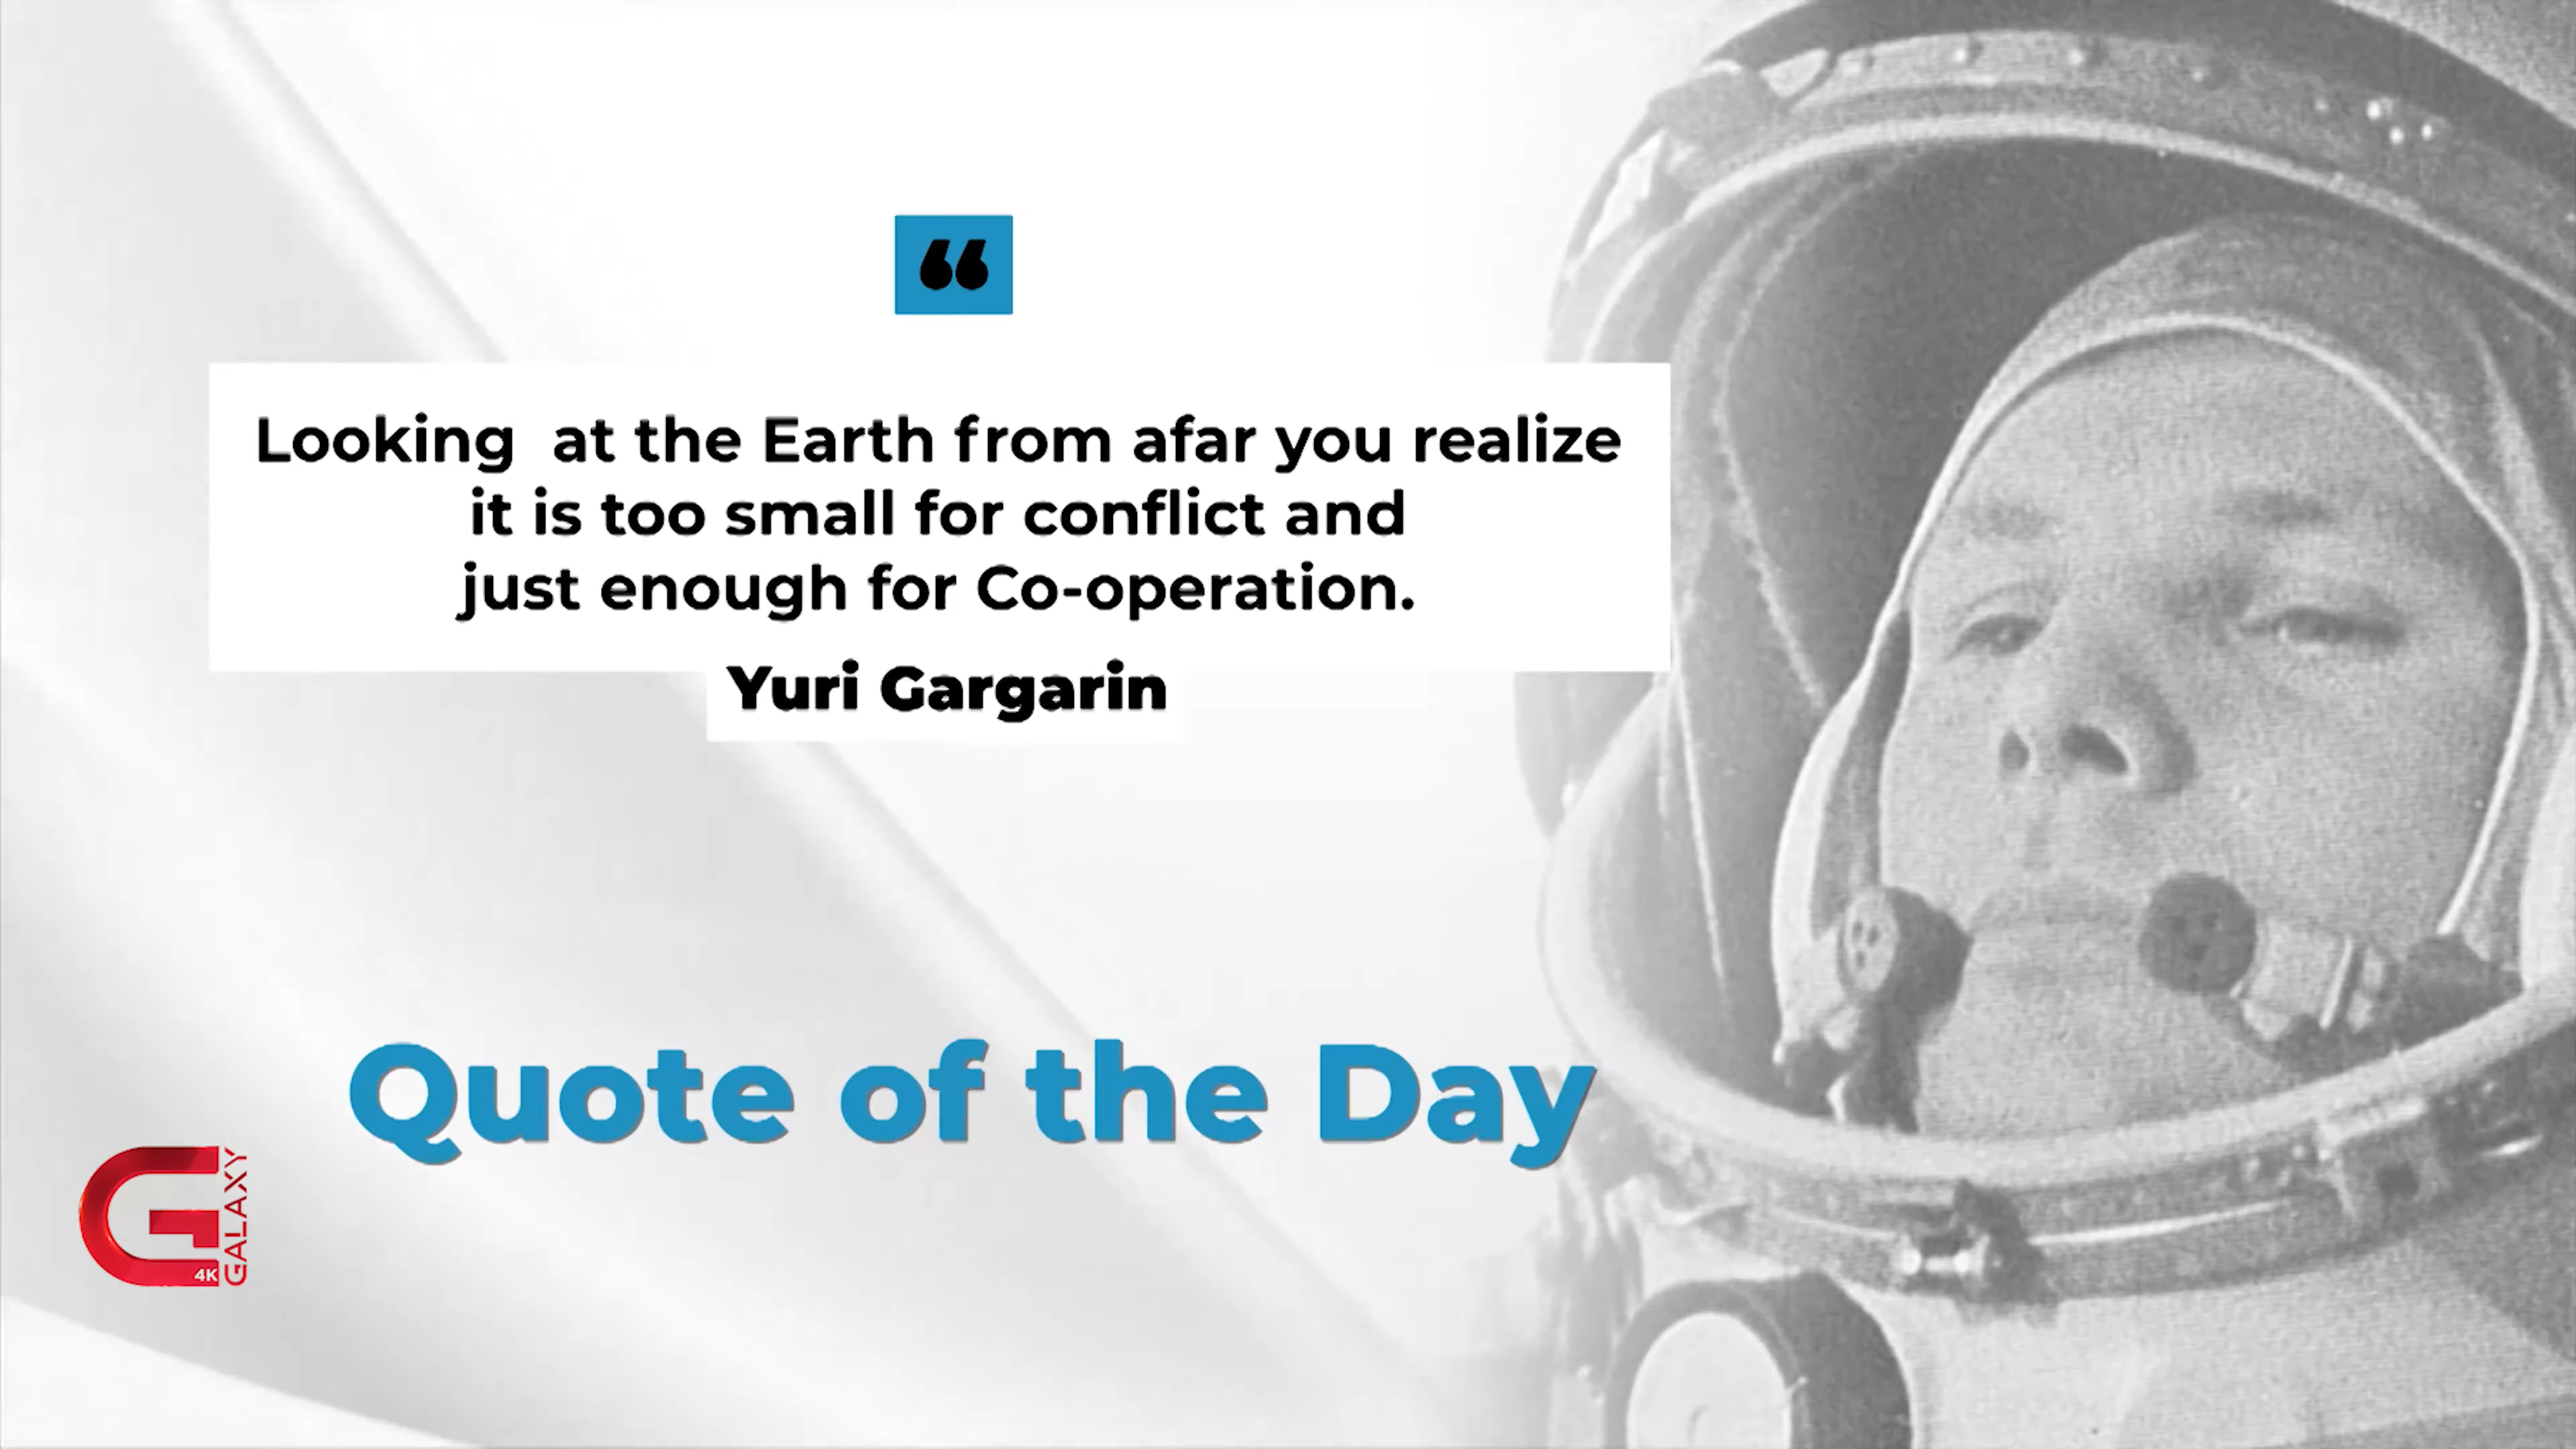 Looking at the Earth from afar you realize
it is too small for conflict and
just enough for Co-operation.
Yuri Gargarin
Quote of the Day
GALAXY
4K